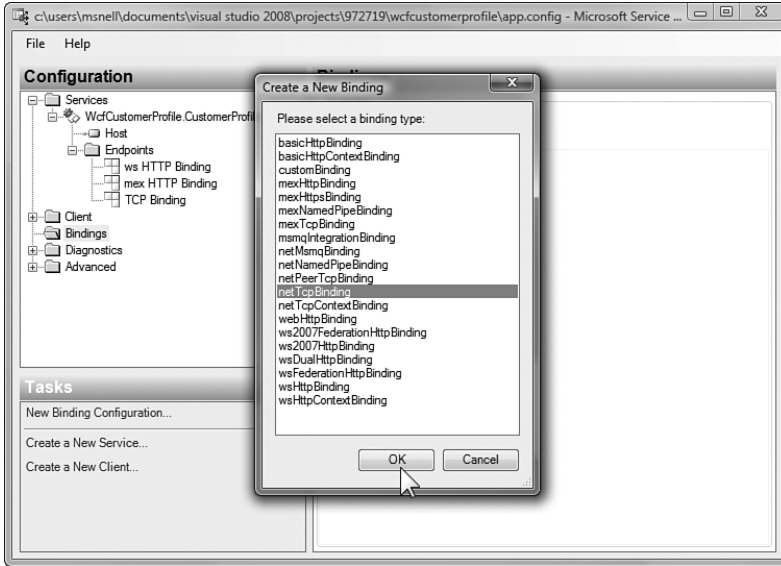 c:\users\msnell\documents\visual studio 2008\projects\972719\wcfcustomerprofile\app.config - Microsoft Service ...
File Help
Configuration
Services
WcfCustomerProfile.CustomerProfil
Host
Endpoints
ws HTTP Binding
mex HTTP Binding
TCP Binding
Client
Bindings
Diagnostics
Advanced
Tasks
New Binding Configuration...
Create a New Service...
Create a New Client...
Create a New Binding
Please select a binding type:
basicHttpBinding
basicHttpContextBinding
customBinding
mexHttpBinding
mexHttpsBinding
mexNamedPipeBinding
mexTcpBinding
msmqIntegrationBinding
netMsmqBinding
netNamedPipeBinding
netPeerTcpBinding
netTcpBinding
netTcpContextBinding
webHttpBinding
ws2007FederationHttpBinding
ws2007HttpBinding
wsDualHttpBinding
wsFederationHttpBinding
wsHttpBinding
wsHttpContextBinding
OK Cancel